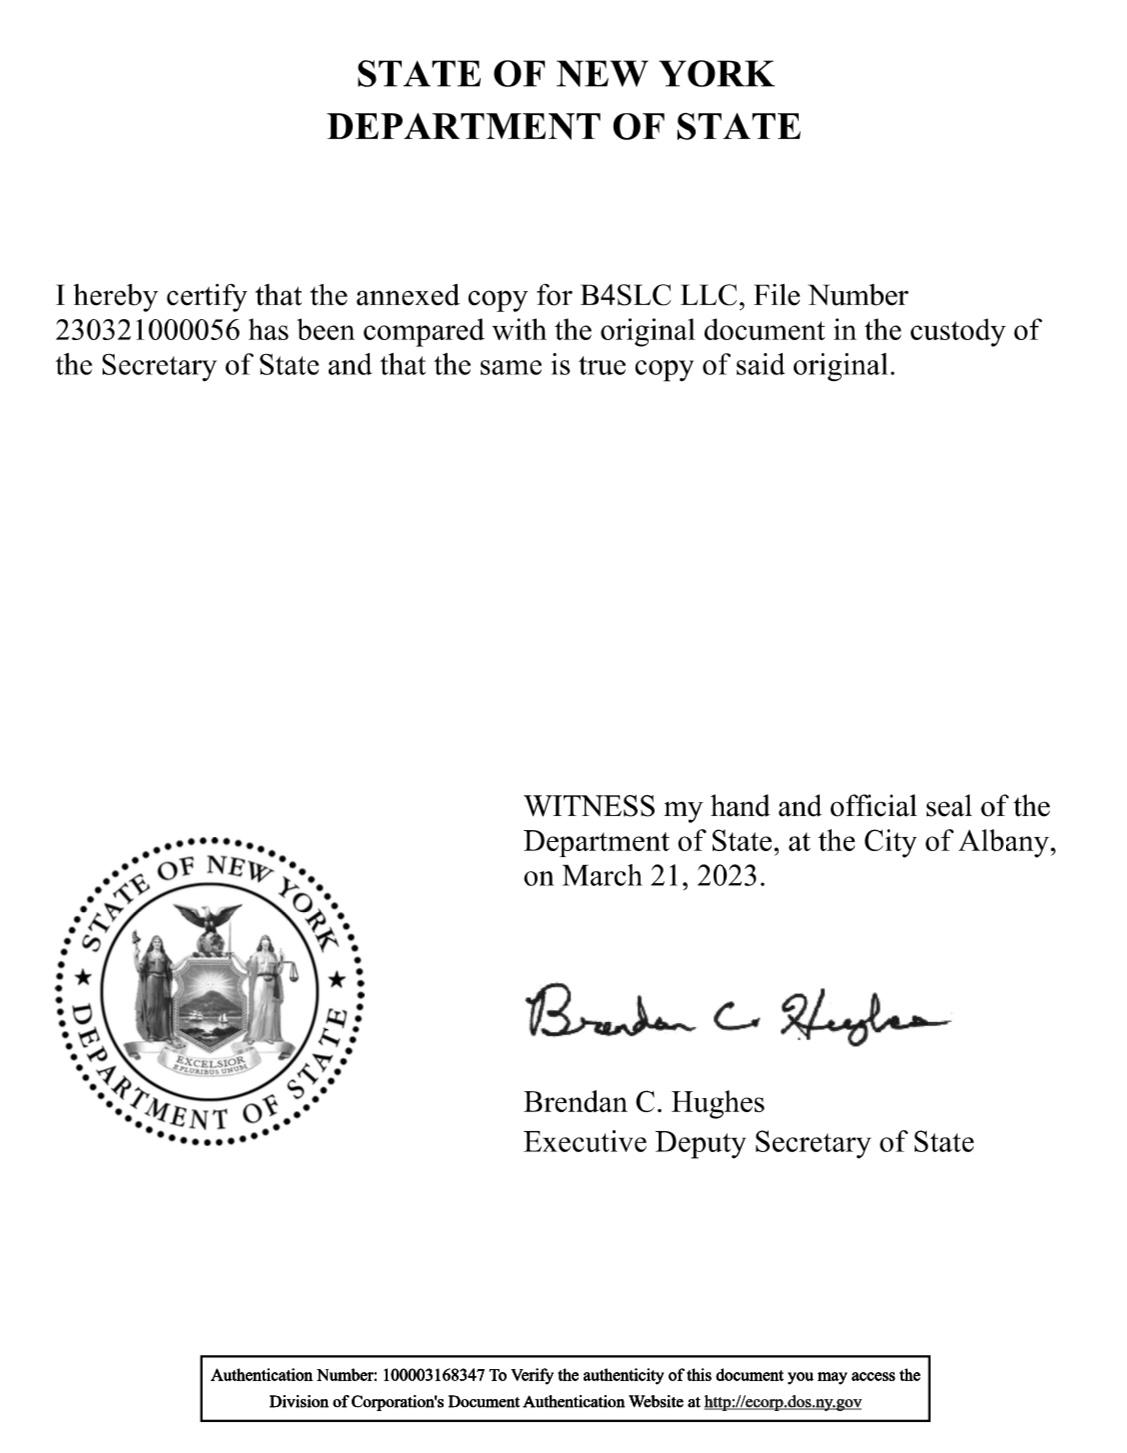 STATE OF NEW YORK
DEPARTMENT OF STATE
I hereby certify that the annexed copy for B4SLC LLC, File Number
230321000056 has been compared with the original document in the custody of
the Secretary of State and that the same is true copy of said original.
WITNESS my hand and official seal of the
Department of State, at the City of Albany,
on March 21, 2023.
STATE OF NEW YORK
★ ★
DEPARTMENT OF STATE
EXCELSIOR
E PLURIBUS UNUM
Brendan C. Hughes
Brendan C. Hughes
Executive Deputy Secretary of State
Authentication Number: 100003168347 To Verify the authenticity of this document you may access the
Division of Corporation's Document Authentication Website at http://ecorp.dos.ny.gov